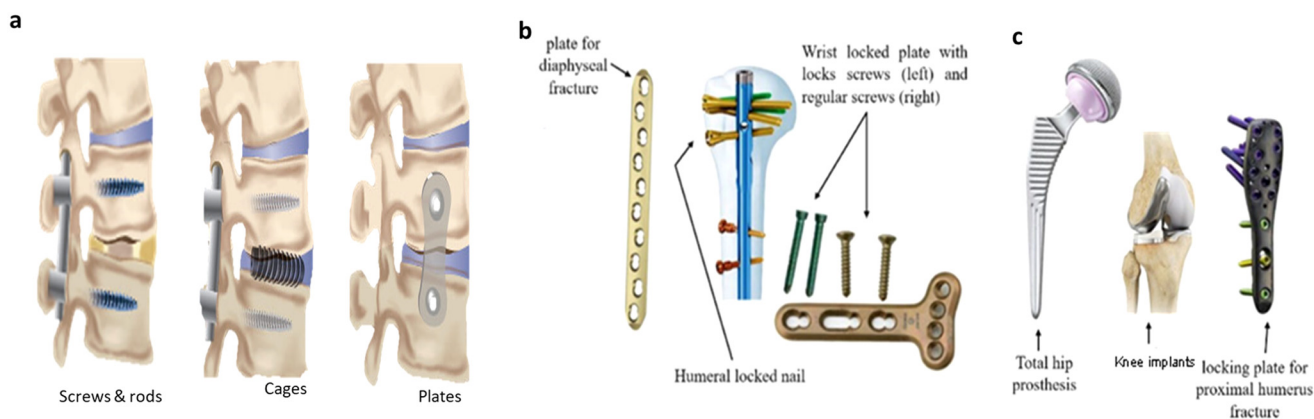 a
Screws & rods
Cages
Plates
b
plate for
diaphyseal
fracture
Wrist locked plate with
locks screws (left) and
regular screws (right)
Humeral locked nail
c
Total hip
prosthesis
Knee implants
locking plate for
proximal humerus
fracture